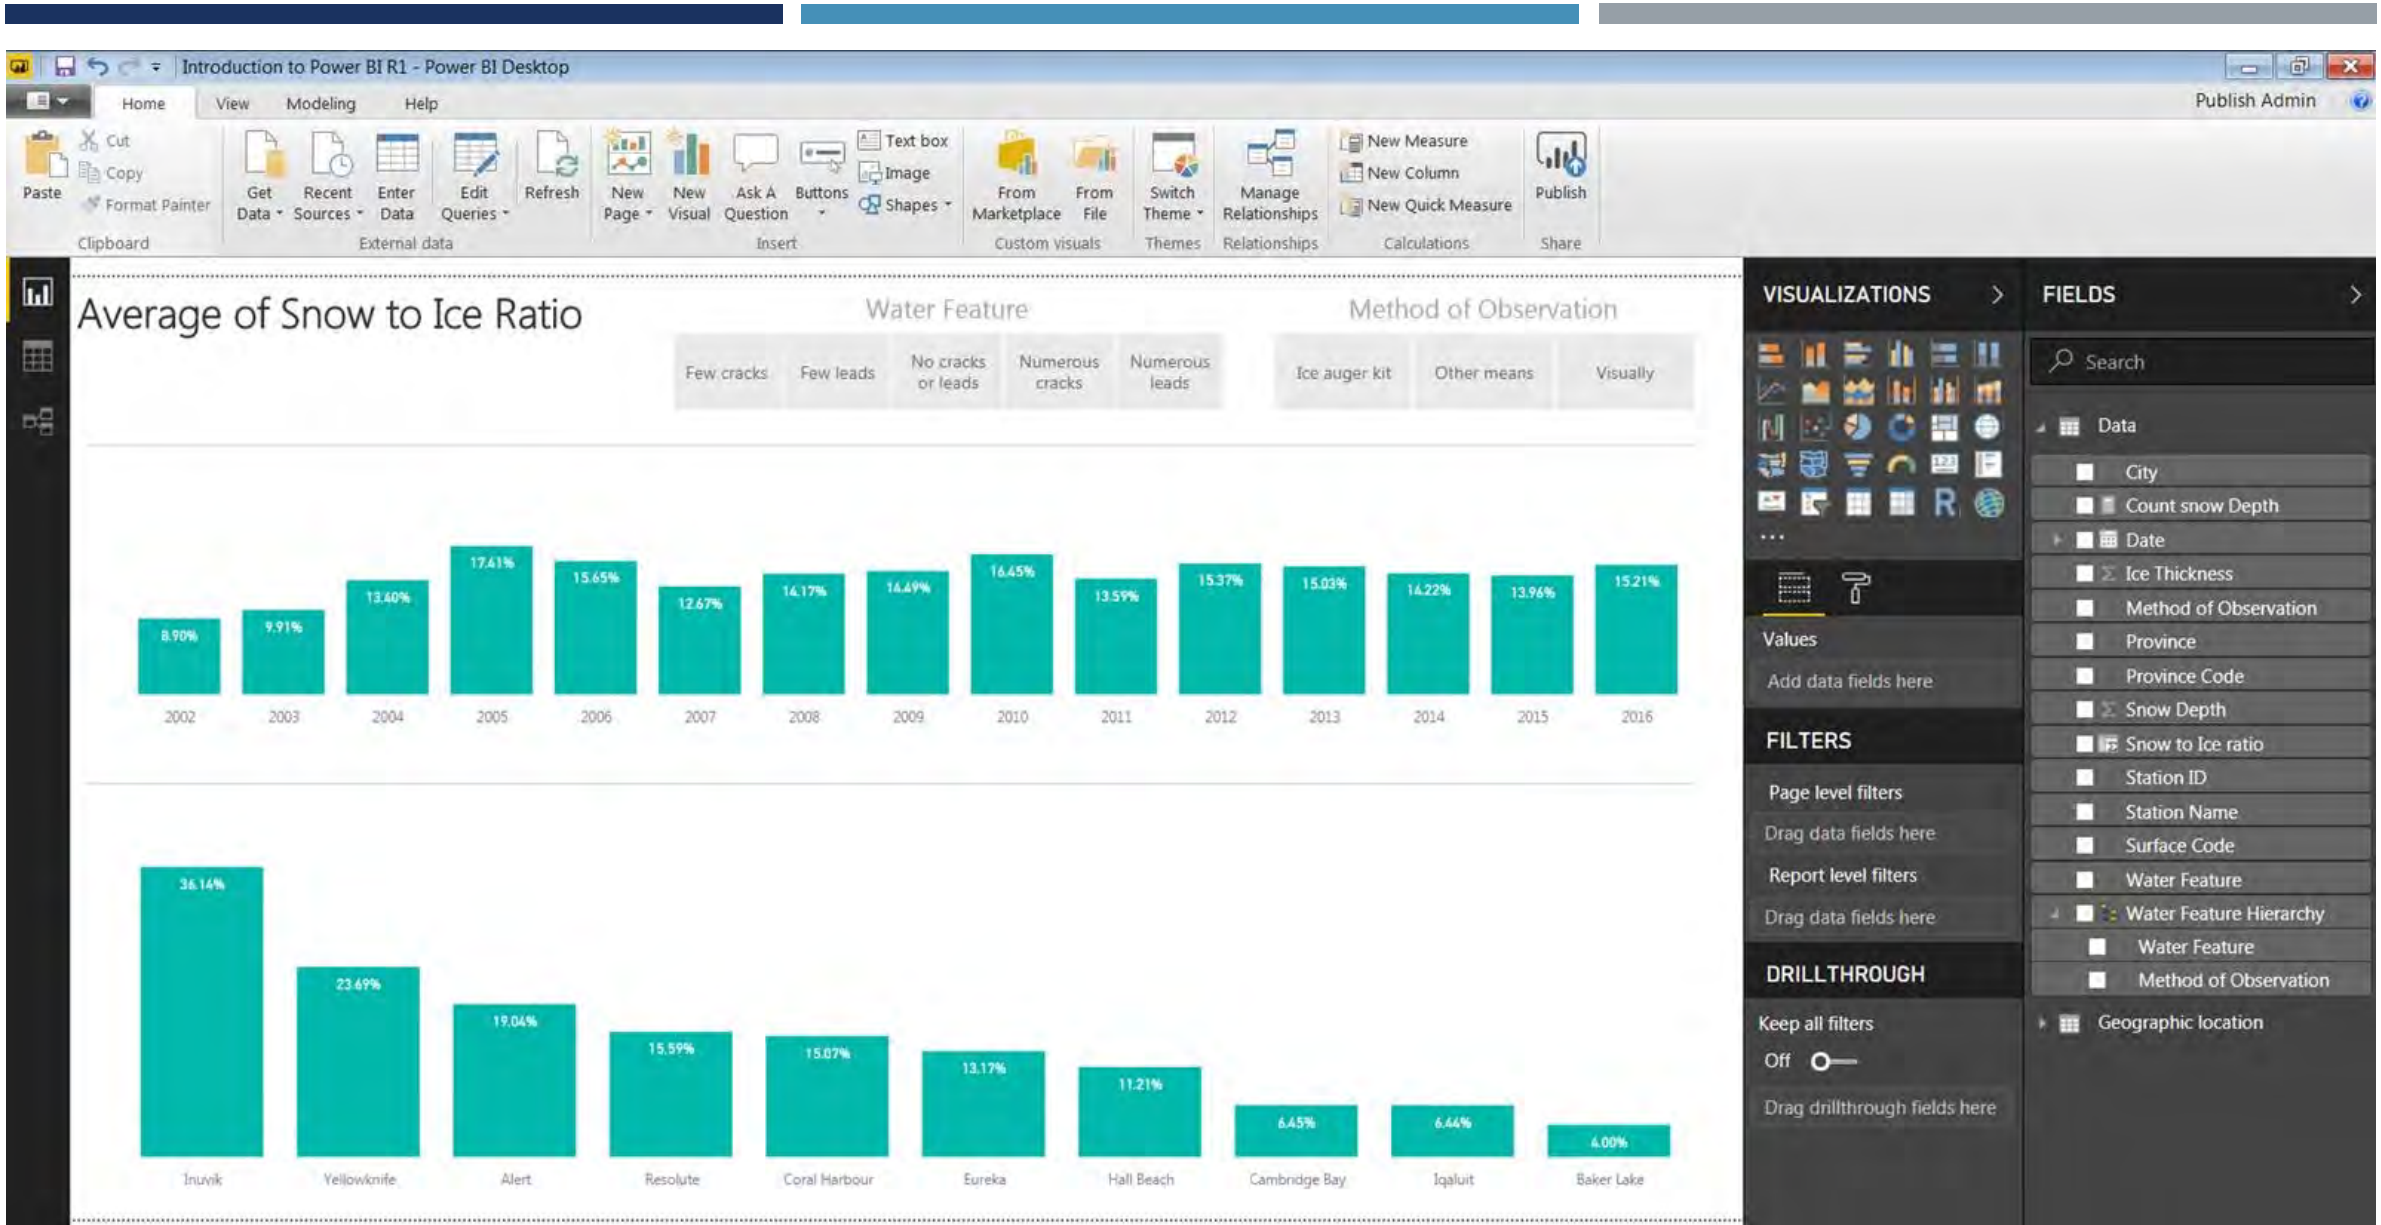 Introduction to Power BI R1 - Power BI Desktop
Home View Modeling Help
Publish Admin
Paste
Cut
Copy
Format Painter
Clipboard
Get Data
Recent Sources
Enter Data
Edit Queries
Refresh
External data
New Page
New Visual
Ask A Question
Buttons
Text box
Image
Shapes
Insert
From Marketplace
From File
Custom visuals
Switch Theme
Themes
Manage Relationships
Relationships
New Measure
New Column
New Quick Measure
Calculations
Publish
Share
Average of Snow to Ice Ratio
Water Feature
Few cracks
Few leads
No cracks or leads
Numerous cracks
Numerous leads
Method of Observation
Ice auger kit
Other means
Visually
8.90% 9.91% 13.40% 17.41% 15.65% 12.67% 14.17% 14.49% 16.45% 13.59% 15.37% 15.03% 14.22% 13.96% 15.21%
2002 2003 2004 2005 2006 2007 2008 2009 2010 2011 2012 2013 2014 2015 2016
36.14% 23.69% 19.04% 15.59% 15.07% 13.17% 11.21% 6.45% 6.44% 4.00%
Inuvik Yellowknife Alert Resolute Coral Harbour Eureka Hall Beach Cambridge Bay Iqaluit Baker Lake
VISUALIZATIONS
123
R
...
Values
Add data fields here
FILTERS
Page level filters
Drag data fields here
Report level filters
Drag data fields here
DRILLTHROUGH
Keep all filters
Off
Drag drillthrough fields here
FIELDS
Search
Data
City
Count snow Depth
Date
Σ Ice Thickness
Method of Observation
Province
Province Code
Σ Snow Depth
Snow to Ice ratio
Station ID
Station Name
Surface Code
Water Feature
Water Feature Hierarchy
Water Feature
Method of Observation
Geographic location